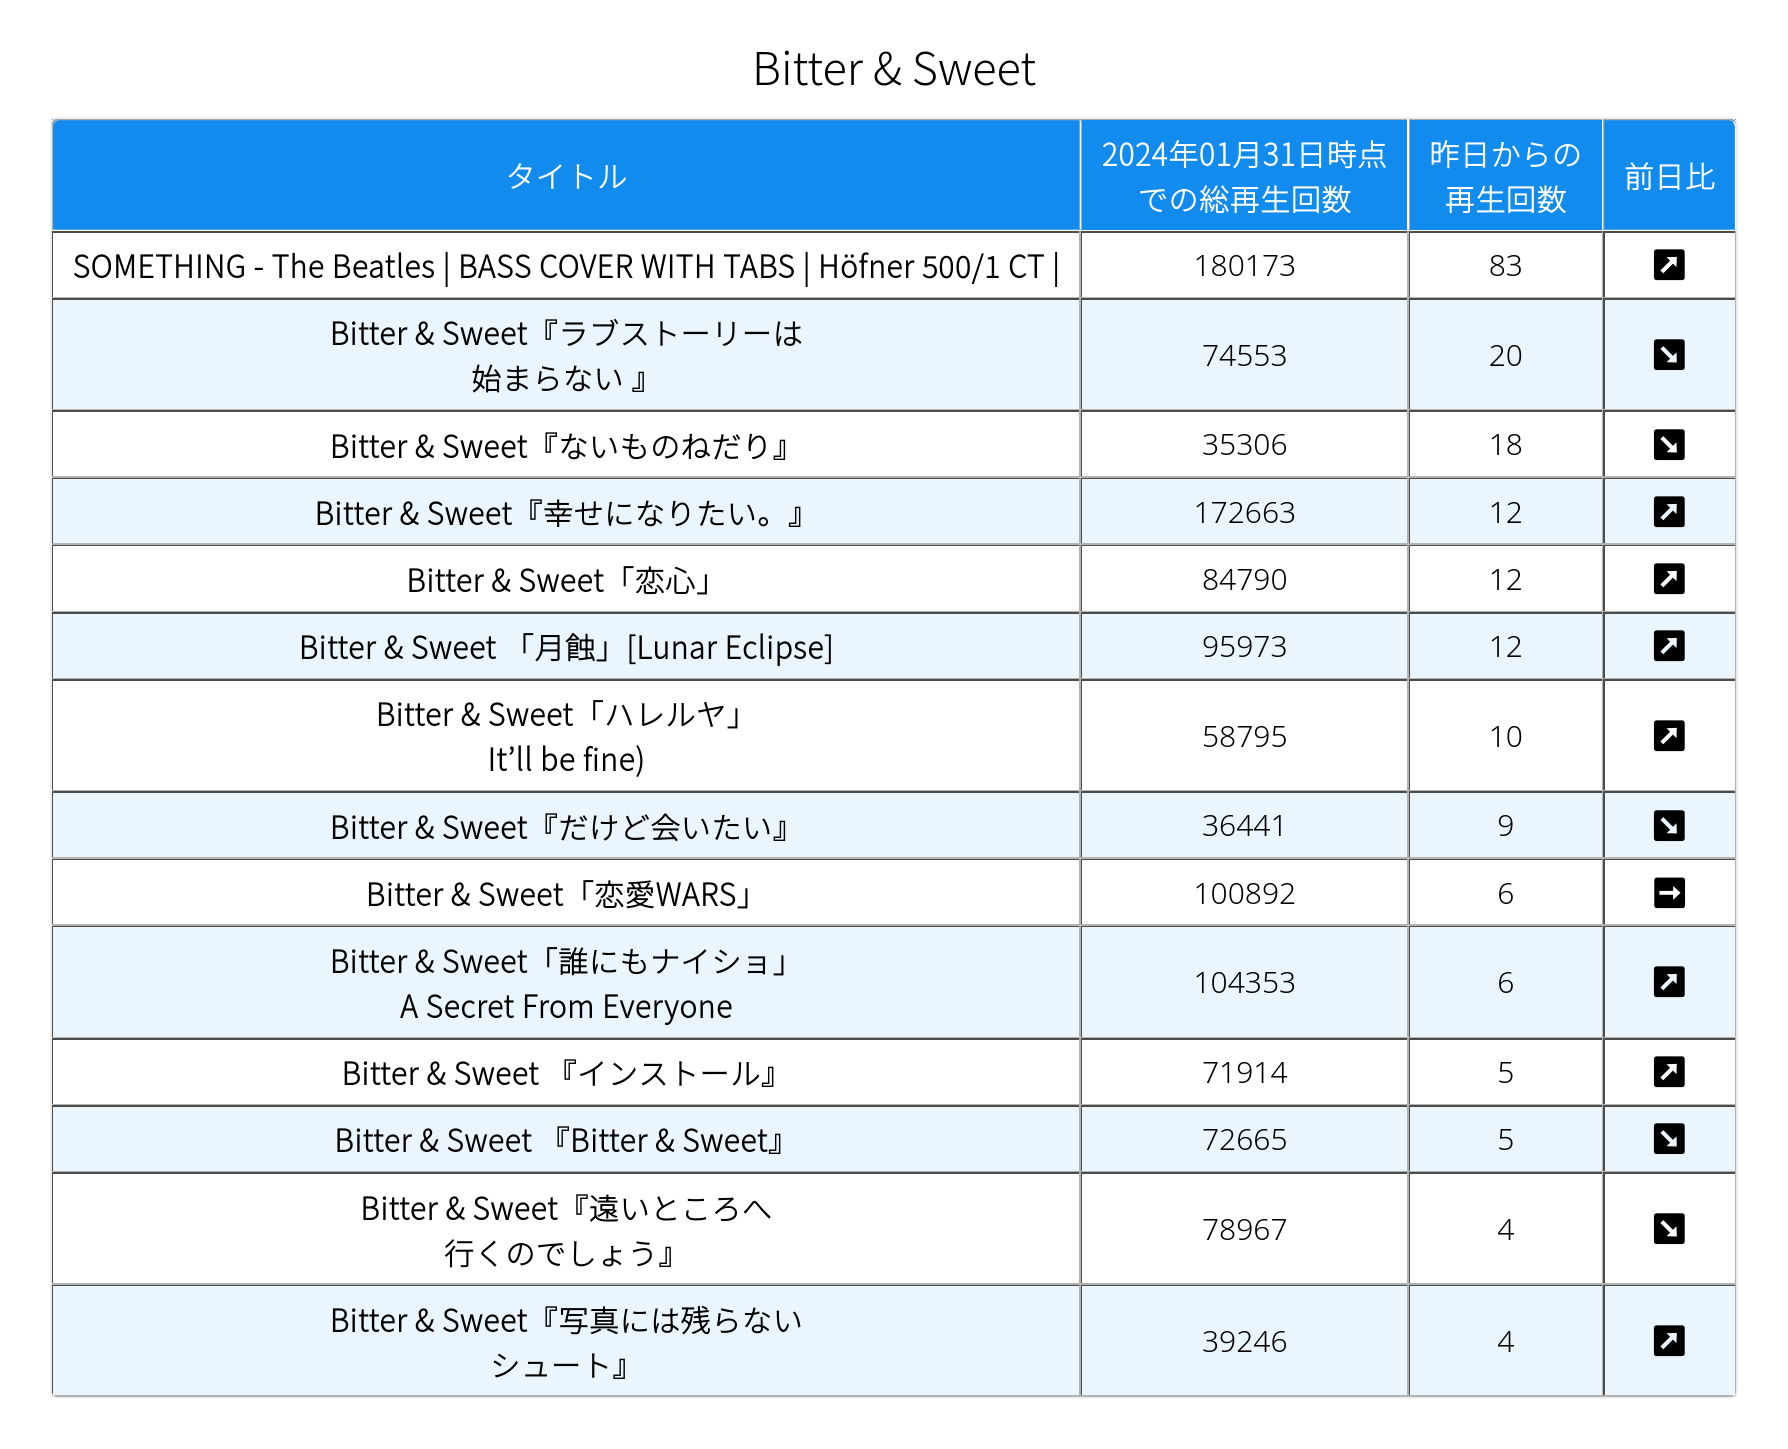 Bitter & Sweet
タイトル
2024年01月31日時点
での総再生回数
昨日からの
再生回数
前日比
SOMETHING - The Beatles | BASS COVER WITH TABS | Höfner 500/1 CT |
180173
83
Bitter & Sweet『ラブストーリーは
始まらない 』
74553
20
Bitter & Sweet『ないものねだり』
35306
18
Bitter & Sweet『幸せになりたい。』
172663
12
Bitter & Sweet「恋心」
84790
12
Bitter & Sweet 「月蝕」[Lunar Eclipse]
95973
12
Bitter & Sweet「ハレルヤ」
It’ll be fine)
58795
10
Bitter & Sweet『だけど会いたい』
36441
9
Bitter & Sweet「恋愛WARS」
100892
6
Bitter & Sweet「誰にもナイショ」
A Secret From Everyone
104353
6
Bitter & Sweet 『インストール』
71914
5
Bitter & Sweet 『Bitter & Sweet』
72665
5
Bitter & Sweet『遠いところへ
行くのでしょう』
78967
4
Bitter & Sweet『写真には残らない
シュート』
39246
4